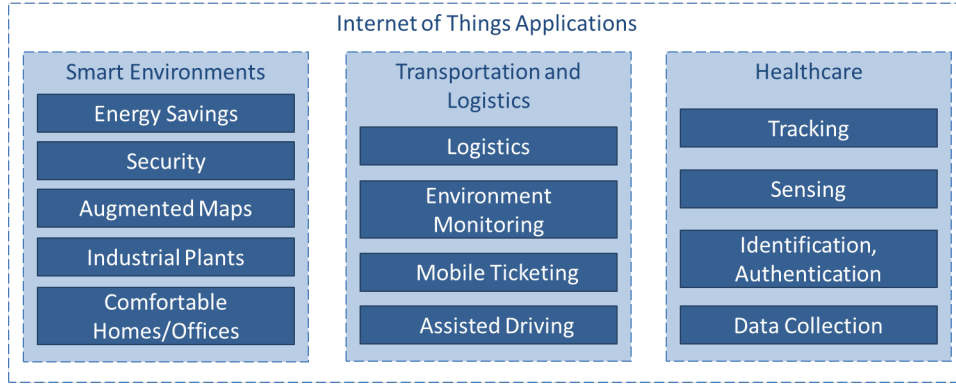 Internet of Things Applications
Smart Environments
Energy Savings
Security
Augmented Maps
Industrial Plants
Comfortable
Homes/Offices
Transportation and
Logistics
Logistics
Environment
Monitoring
Mobile Ticketing
Assisted Driving
Healthcare
Tracking
Sensing
Identification,
Authentication
Data Collection